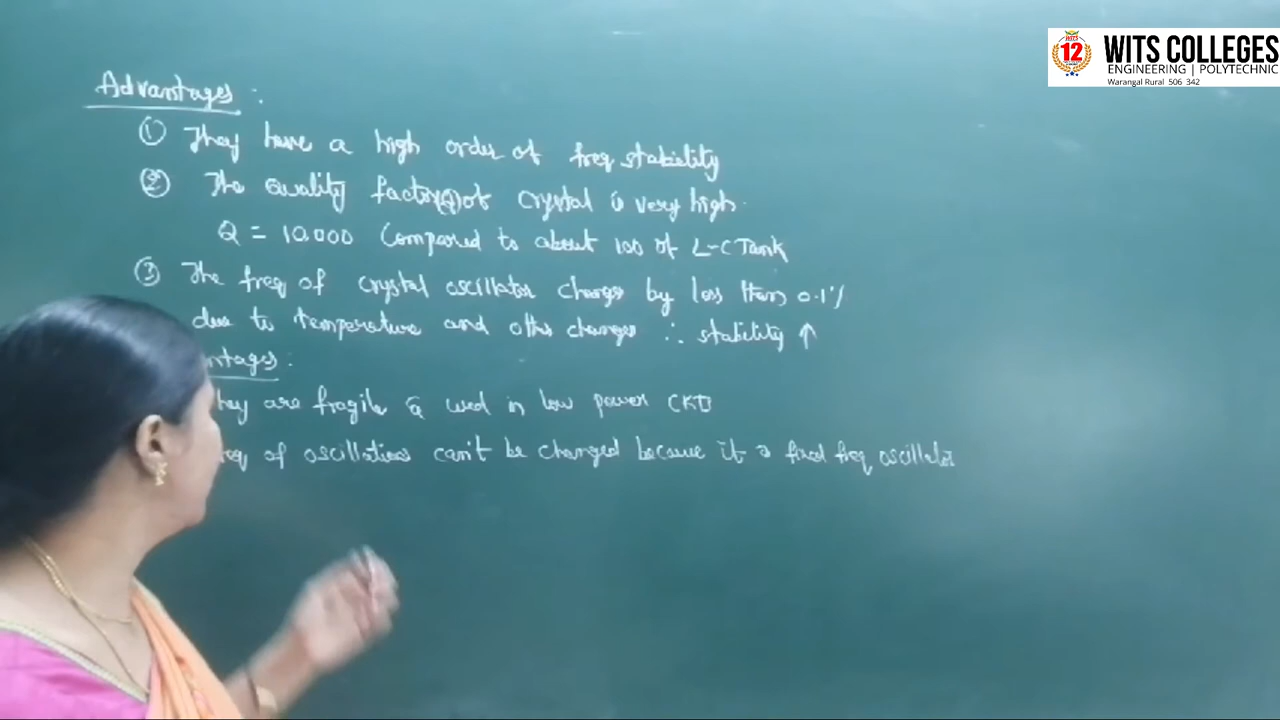 WITS COLLEGES
ENGINEERING | POLYTECHNIC
Warangal Rural 506 342
12
Advantages :
① They have a high order of freq stability
② The Quality factor(Q) of crystal is very high.
Q = 10,000 Compared to about 100 of L-C Tank
③ The freq of crystal oscillator changes by less than 0.1%
due to temperature and other changes ∴ stability ↑
ntages :
hey are fragile & used in low power CKTs
req of oscillations can't be changed because it is fixed freq oscillator